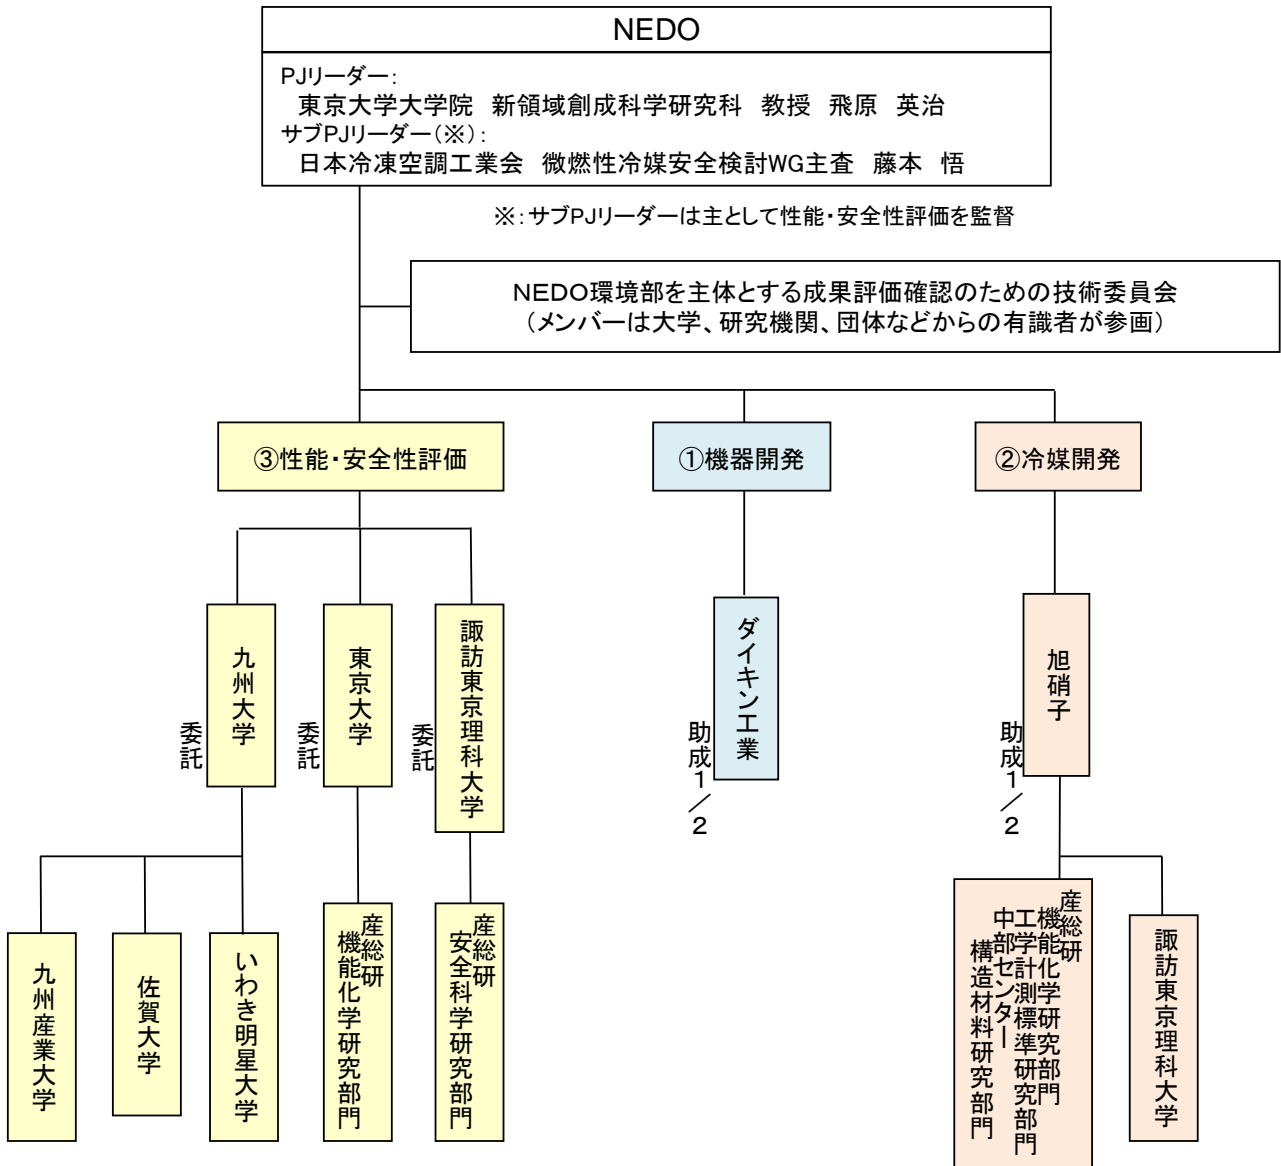 NEDO
PJリーダー:
東京大学大学院 新領域創成科学研究科 教授 飛原 英治
サブPJリーダー(※):
日本冷凍空調工業会 微燃性冷媒安全検討WG主査 藤本 悟
※:サブPJリーダーは主として性能・安全性評価を監督
NEDO環境部を主体とする成果評価確認のための技術委員会
(メンバーは大学、研究機関、団体などからの有識者が参画)
③性能・安全性評価
①機器開発
②冷媒開発
九州大学
委託
東京大学
委託
諏訪東京理科大学
委託
ダイキン工業
助成1/2
旭硝子
助成1/2
九州産業大学
佐賀大学
いわき明星大学
産総研
機能化学研究部門
産総研
安全科学研究部門
産総研
機能化学研究部門
工学計測標準研究部門
中部センター
構造材料研究部門
諏訪東京理科大学